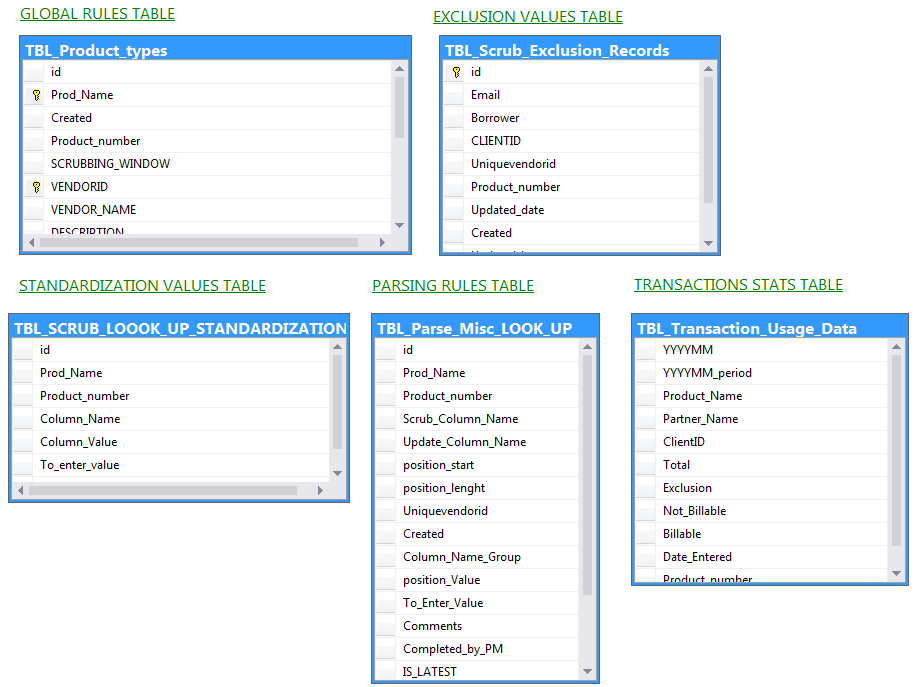 GLOBAL RULES TABLE
TBL_Product_types
id
Prod_Name
Created
Product_number
SCRUBBING_WINDOW
VENDORID
VENDOR_NAME
DESCRIPTION
EXCLUSION VALUES TABLE
TBL_Scrub_Exclusion_Records
id
Email
Borrower
CLIENTID
Uniquevendorid
Product_number
Updated_date
Created
STANDARDIZATION VALUES TABLE
TBL_SCRUB_LOOOK_UP_STANDARDIZATION
id
Prod_Name
Product_number
Column_Name
Column_Value
To_enter_value
PARSING RULES TABLE
TBL_Parse_Misc_LOOK_UP
id
Prod_Name
Product_number
Scrub_Column_Name
Update_Column_Name
position_start
position_lenght
Uniquevendorid
Created
Column_Name_Group
position_Value
To_Enter_Value
Comments
Completed_by_PM
IS_LATEST
TRANSACTIONS STATS TABLE
TBL_Transaction_Usage_Data
YYYYMM
YYYYMM_period
Product_Name
Partner_Name
ClientID
Total
Exclusion
Not_Billable
Billable
Date_Entered
Product_number